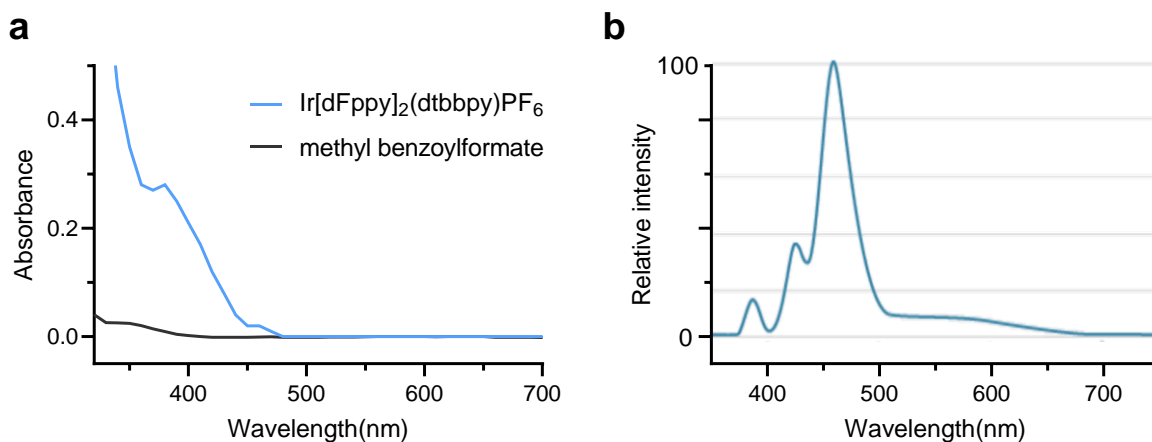 a
0.4
0.2
0.0
Absorbance
400
500
600
700
Wavelength(nm)
Ir[dFppy]₂(dtbbpy)PF₆
methyl benzoylformate
b
100
0
Relative intensity
400
500
600
700
Wavelength(nm)